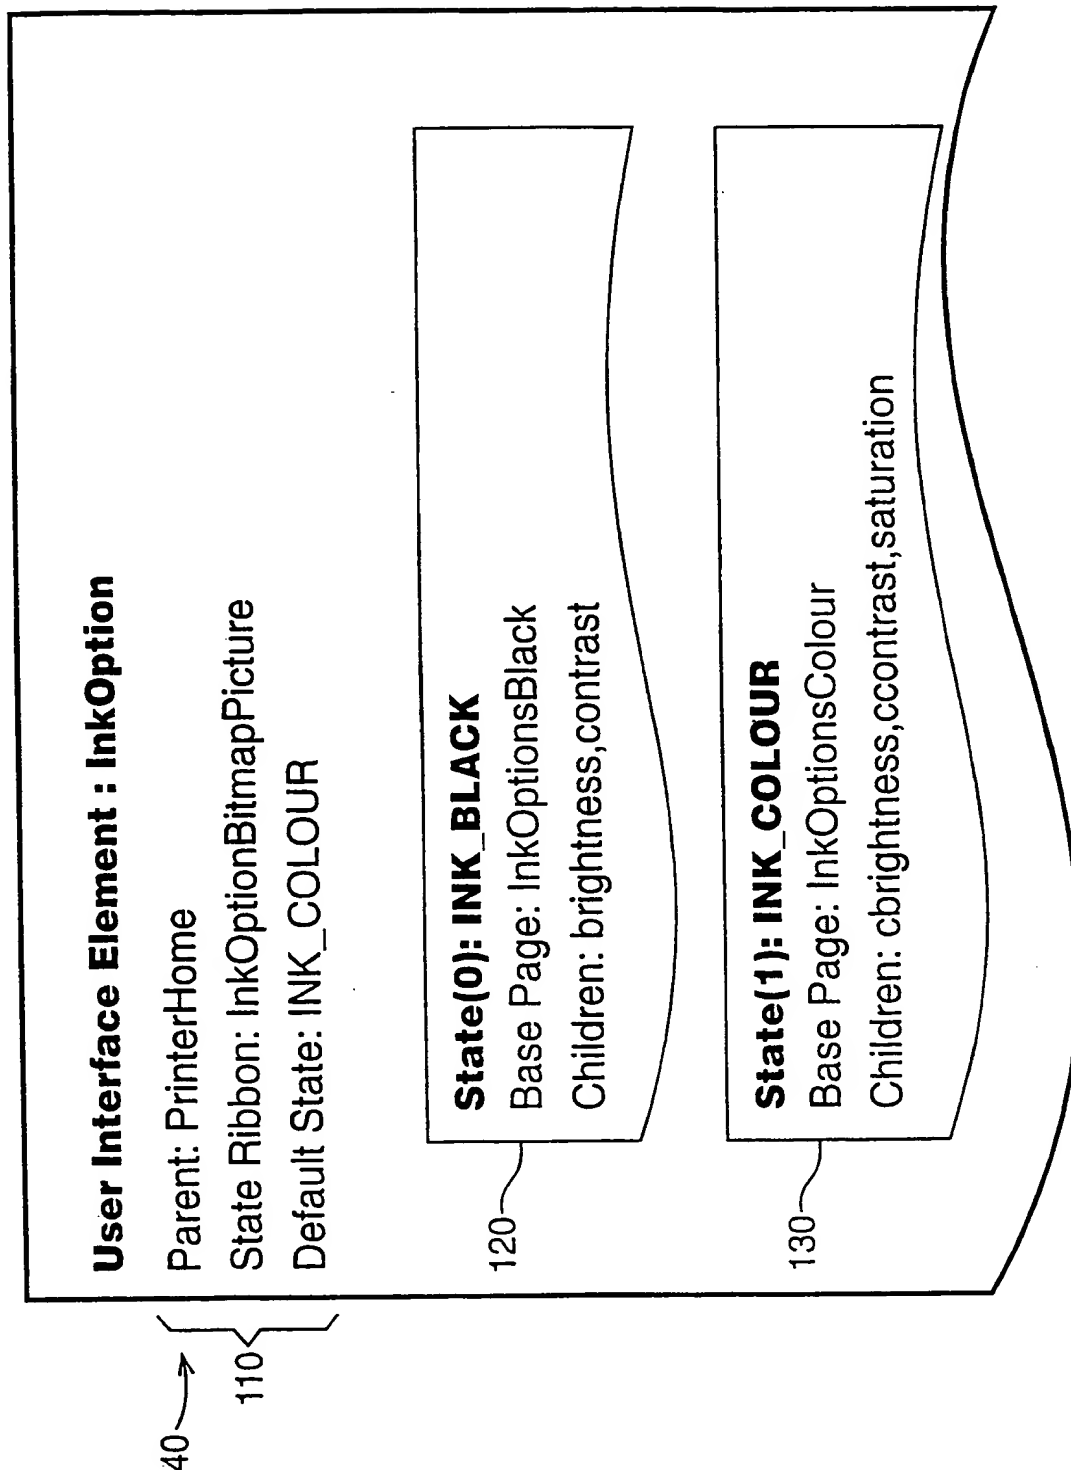 User Interface Element : InkOption
Parent: PrinterHome
State Ribbon: InkOptionBitmapPicture
Default State: INK_COLOUR
40
110
State(0): INK_BLACK
Base Page: InkOptionsBlack
Children: brightness,contrast
120
State(1): INK_COLOUR
Base Page: InkOptionsColour
Children: cbrightness,ccontrast,saturation
130